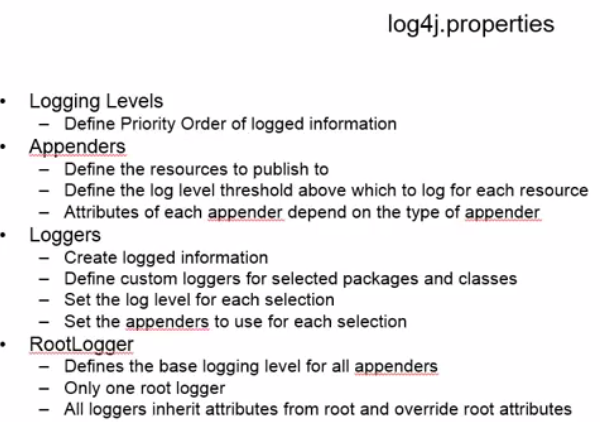 log4j.properties
• Logging Levels
– Define Priority Order of logged information
• Appenders
– Define the resources to publish to
– Define the log level threshold above which to log for each resource
– Attributes of each appender depend on the type of appender
• Loggers
– Create logged information
– Define custom loggers for selected packages and classes
– Set the log level for each selection
– Set the appenders to use for each selection
• RootLogger
– Defines the base logging level for all appenders
– Only one root logger
– All loggers inherit attributes from root and override root attributes